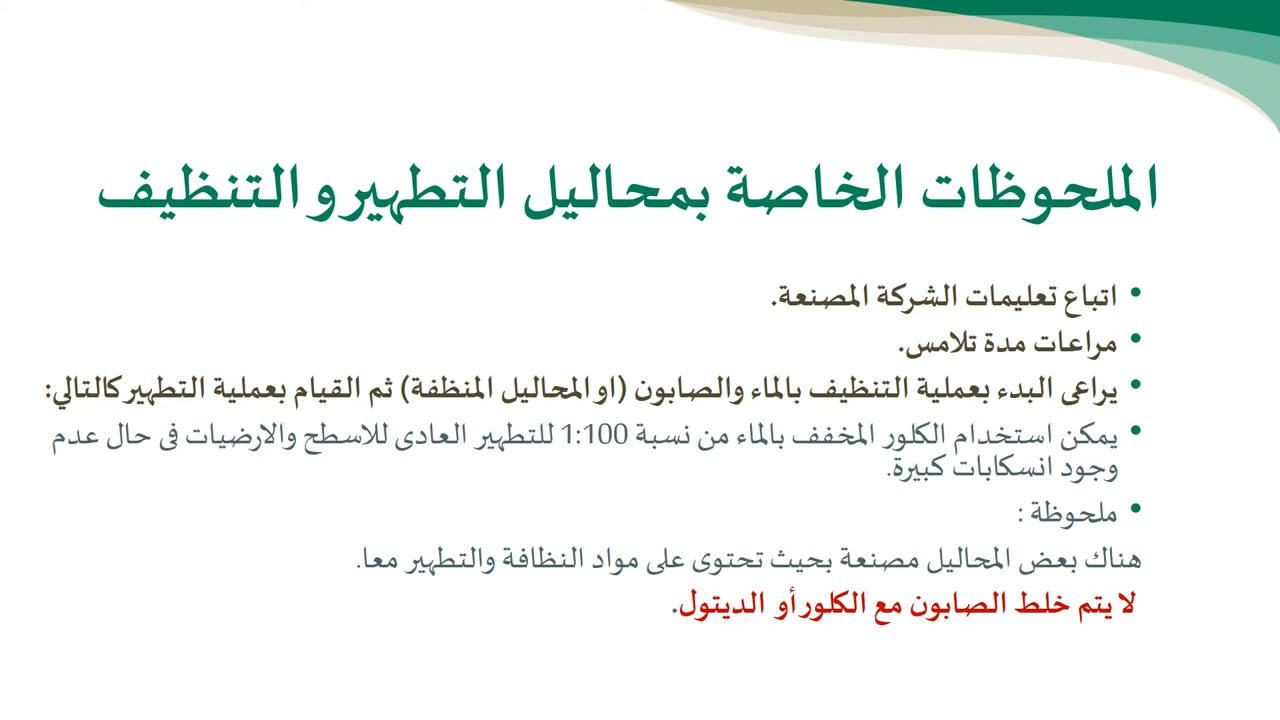 الملحوظات الخاصة بمحاليل التطهير و التنظيف
• اتباع تعليمات الشركة المصنعة.
• مراعات مدة تلامس.
• يراعى البدء بعملية التنظيف بالماء والصابون (او المحاليل المنظفة) ثم القيام بعملية التطهير كالتالي:
• يمكن استخدام الكلور المخفف بالماء من نسبة 1:100 للتطهير العادى للاسطح والارضيات فى حال عدم
وجود انسكابات كبيرة.
• ملحوظة :
هناك بعض المحاليل مصنعة بحيث تحتوى على مواد النظافة والتطهير معا.
لا يتم خلط الصابون مع الكلور أو الديتول.